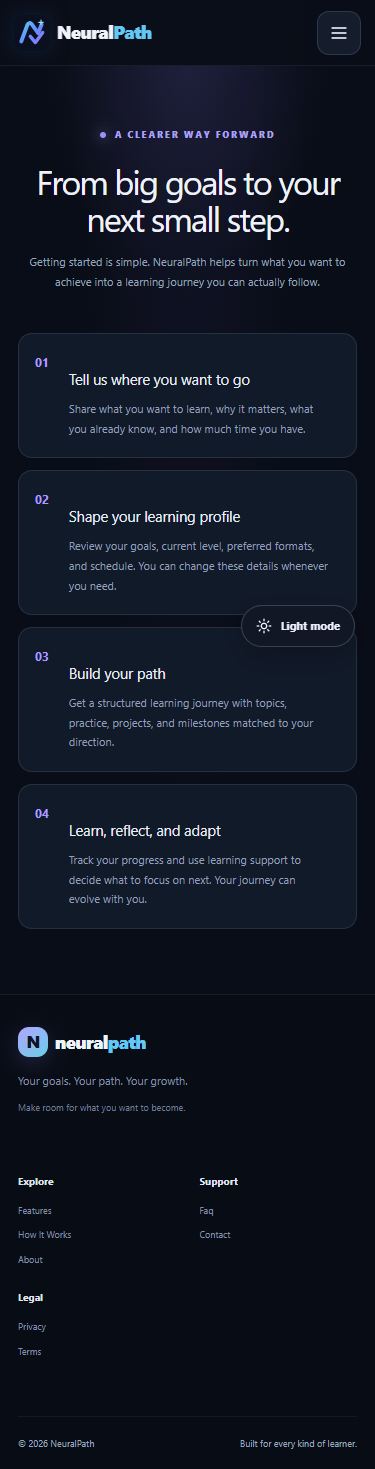 NeuralPath
A CLEARER WAY FORWARD
From big goals to your
next small step.
Getting started is simple. NeuralPath helps turn what you want to
achieve into a learning journey you can actually follow.
01
Tell us where you want to go
Share what you want to learn, why it matters, what
you already know, and how much time you have.
02
Shape your learning profile
Review your goals, current level, preferred formats,
and schedule. You can change these details whenever
you need.
Light mode
03
Build your path
Get a structured learning journey with topics,
practice, projects, and milestones matched to your
direction.
04
Learn, reflect, and adapt
Track your progress and use learning support to
decide what to focus on next. Your journey can
evolve with you.
N neuralpath
Your goals. Your path. Your growth.
Make room for what you want to become.
Explore
Features
How It Works
About
Support
Faq
Contact
Legal
Privacy
Terms
© 2026 NeuralPath
Built for every kind of learner.